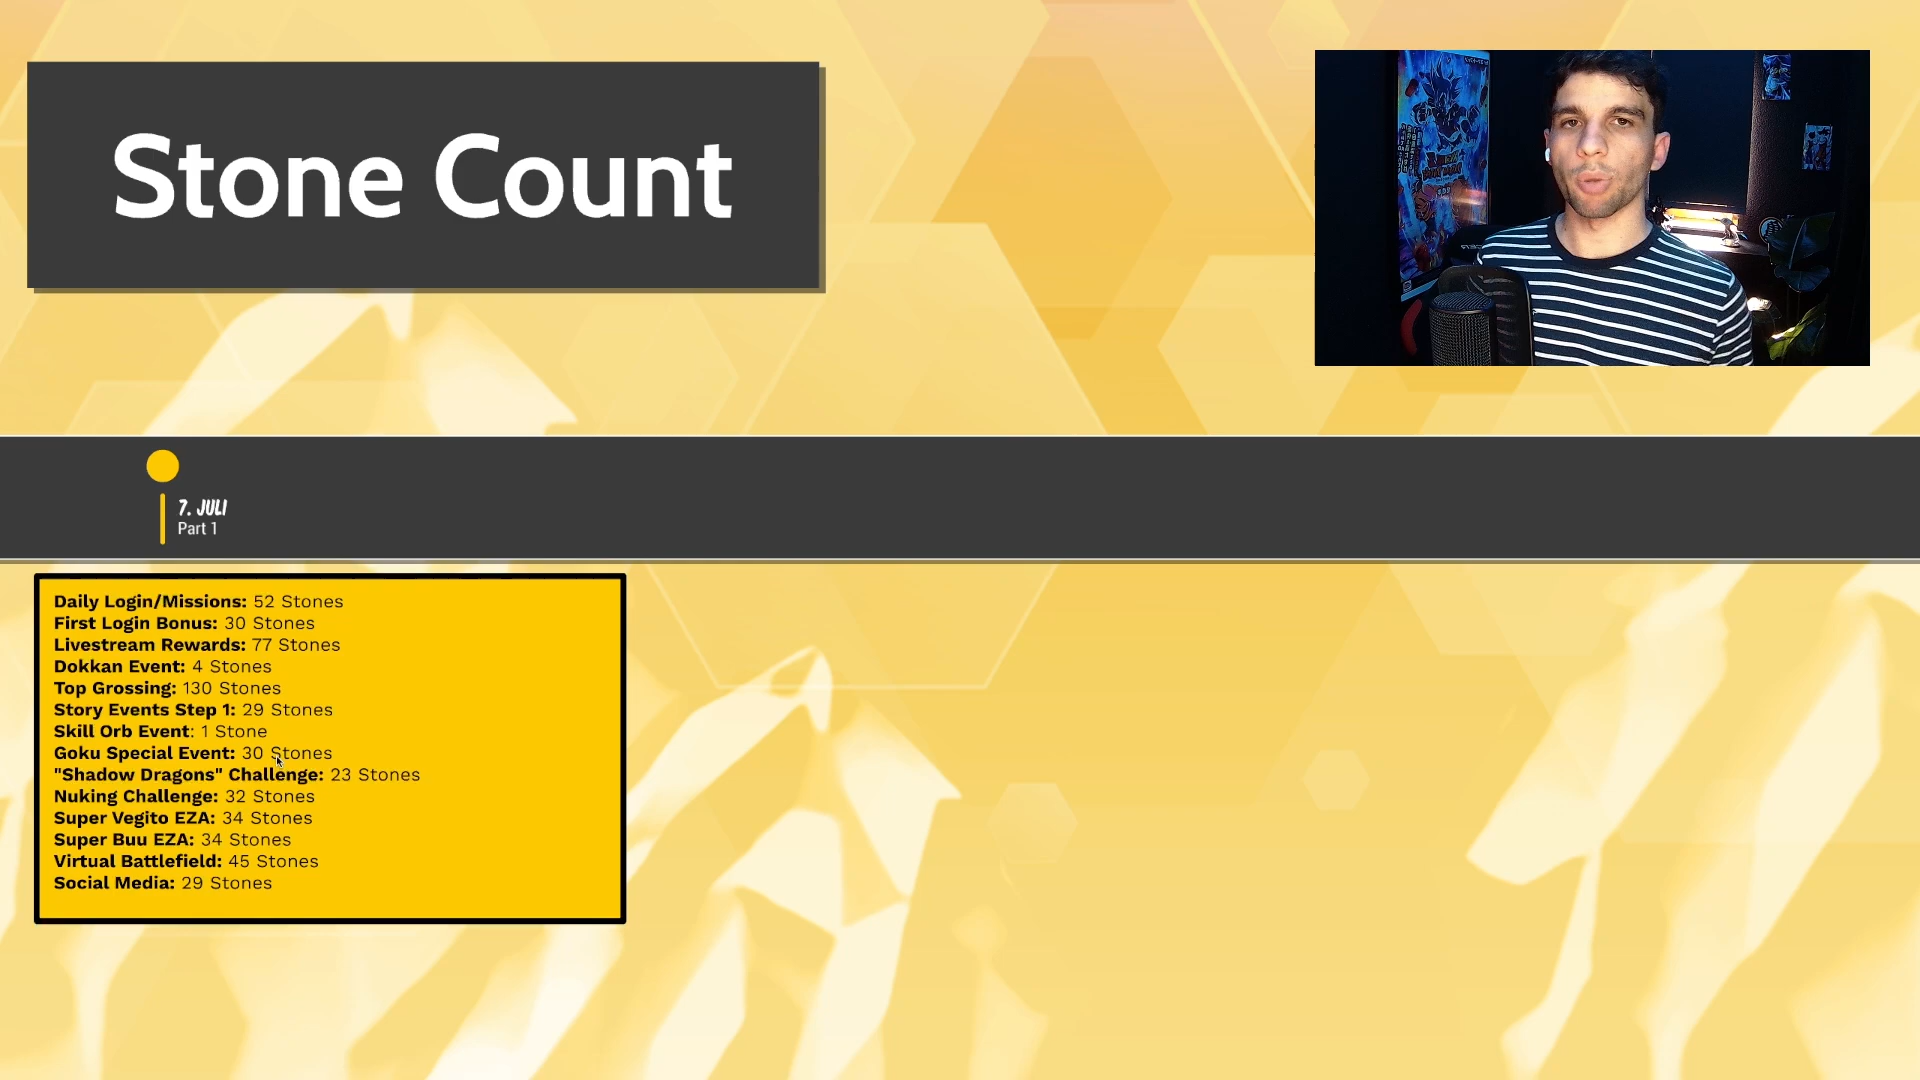 Stone Count
7. JULI
Part 1
Daily Login/Missions: 52 Stones
First Login Bonus: 30 Stones
Livestream Rewards: 77 Stones
Dokkan Event: 4 Stones
Top Grossing: 130 Stones
Story Events Step 1: 29 Stones
Skill Orb Event: 1 Stone
Goku Special Event: 30 Stones
"Shadow Dragons" Challenge: 23 Stones
Nuking Challenge: 32 Stones
Super Vegito EZA: 34 Stones
Super Buu EZA: 34 Stones
Virtual Battlefield: 45 Stones
Social Media: 29 Stones